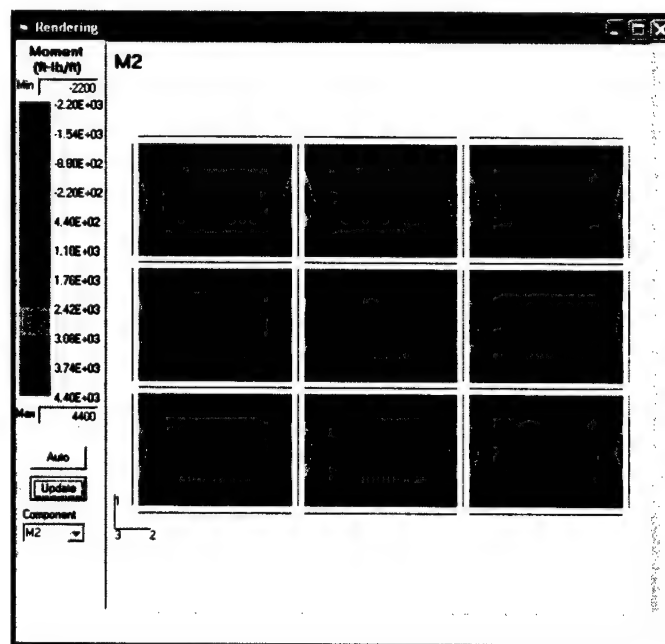 Rendering
Moment
(ft-lb/ft)
M2
Min -2200
-2.20E+03
-1.54E+03
-8.80E+02
-2.20E+02
4.40E+02
1.10E+03
1.76E+03
2.42E+03
3.08E+03
3.74E+03
4.40E+03
Max 4400
Auto
Update
Component
M2
1
3 2